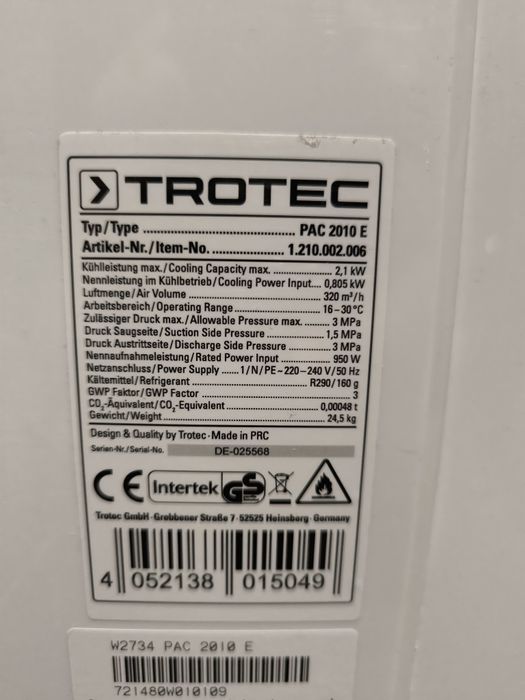 TROTEC
Typ/Type ........................................ PAC 2010 E
Artikel-Nr./Item-No. ................... 1.210.002.006
Kühlleistung max./Cooling Capacity max. .................. 2,1 kW
Nennleistung im Kühlbetrieb/Cooling Power Input.... 0,805 kW
Luftmenge/Air Volume ............................................. 320 m³/h
Arbeitsbereich/Operating Range ............................ 16–30°C
Zulässiger Druck max./Allowable Pressure max. ........ 3 MPa
Druck Saugseite/Suction Side Pressure .................. 1,5 MPa
Druck Austrittseite/Discharge Side Pressure ............ 3 MPa
Nennaufnahmeleistung/Rated Power Input ............... 950 W
Netzanschluss/Power Supply ..... 1/N/PE~220–240 V/50 Hz
Kältemittel/Refrigerant .................................... R290/160 g
GWP Faktor/GWP Factor ................................................ 3
CO₂-Äquivalent/CO₂-Equivalent ........................... 0,00048 t
Gewicht/Weight .................................................... 24,5 kg
Design & Quality by Trotec·Made in PRC
Serien-Nr./Serial-No. DE-025568
CE Intertek GS
Trotec GmbH·Grebbener Straße 7·52525 Heinsberg·Germany
4 052138 015049
W2734 PAC 2010 E
721480W010109